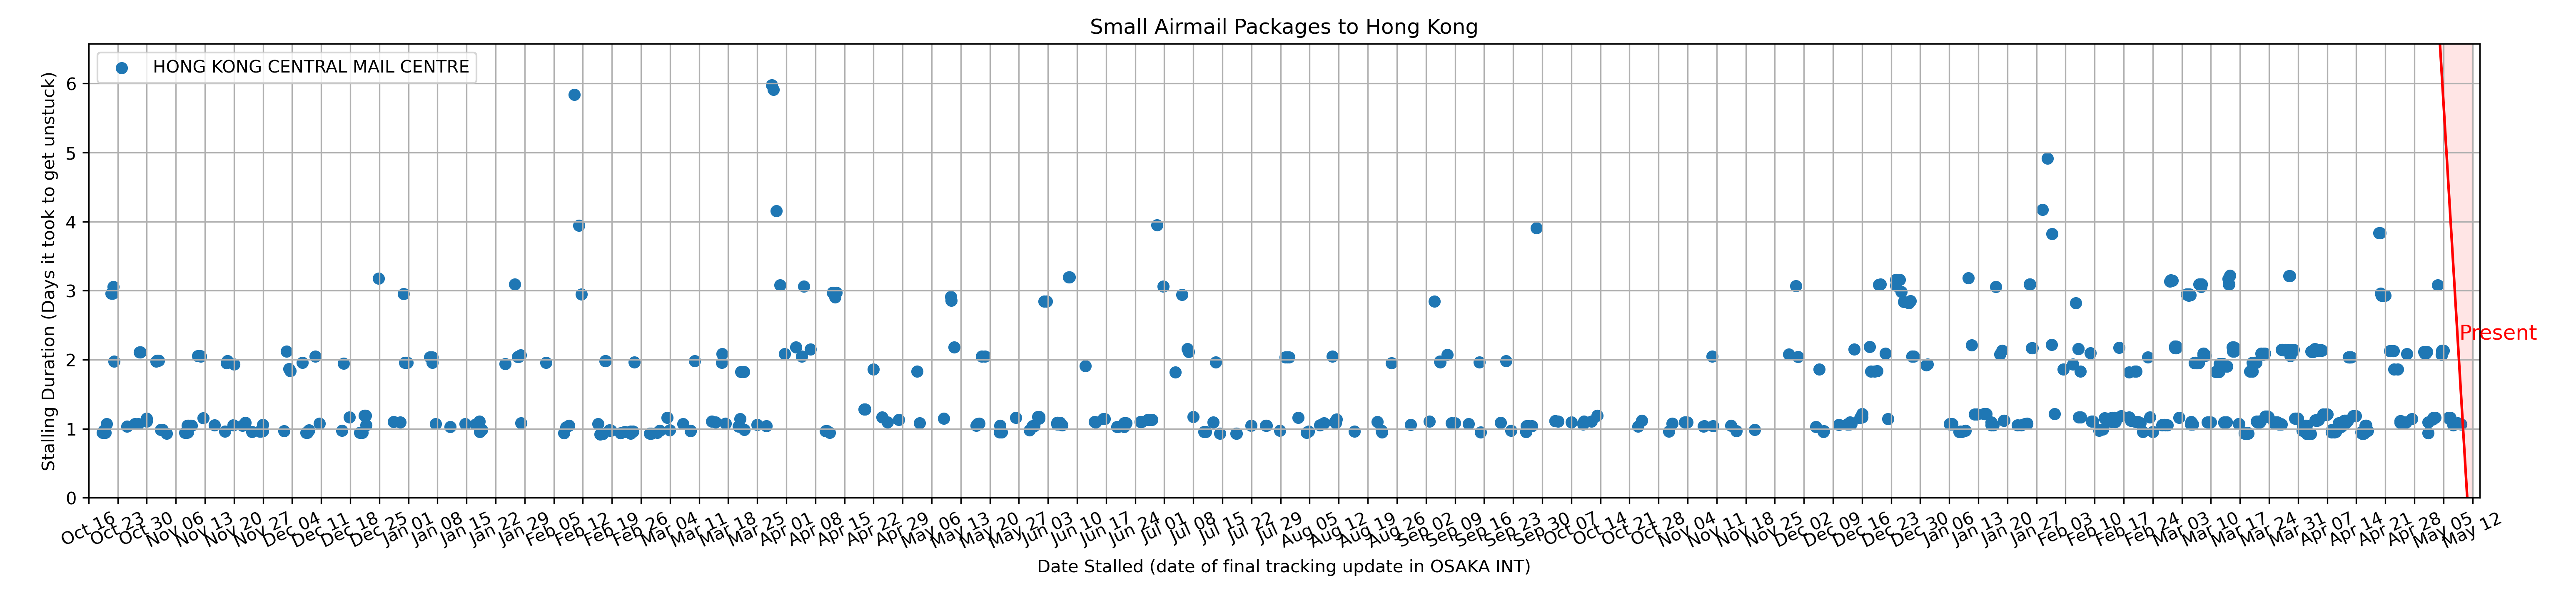 Small Airmail Packages to Hong Kong
HONG KONG CENTRAL MAIL CENTRE
Stalling Duration (Days it took to get unstuck)
6
5
4
3
2
1
0
Present
Oct 16
Oct 23
Oct 30
Nov 06
Nov 13
Nov 20
Nov 27
Dec 04
Dec 11
Dec 18
Dec 25
Jan 01
Jan 08
Jan 15
Jan 22
Jan 29
Feb 05
Feb 12
Feb 19
Feb 26
Mar 04
Mar 11
Mar 18
Mar 25
Apr 01
Apr 08
Apr 15
Apr 22
Apr 29
May 06
May 13
May 20
May 27
Jun 03
Jun 10
Jun 17
Jun 24
Jul 01
Jul 08
Jul 15
Jul 22
Jul 29
Aug 05
Aug 12
Aug 19
Aug 26
Sep 02
Sep 09
Sep 16
Sep 23
Sep 30
Oct 07
Oct 14
Oct 21
Oct 28
Nov 04
Nov 11
Nov 18
Nov 25
Dec 02
Dec 09
Dec 16
Dec 23
Dec 30
Jan 06
Jan 13
Jan 20
Jan 27
Feb 03
Feb 10
Feb 17
Feb 24
Mar 03
Mar 10
Mar 17
Mar 24
Mar 31
Apr 07
Apr 14
Apr 21
Apr 28
May 05
May 12
Date Stalled (date of final tracking update in OSAKA INT)